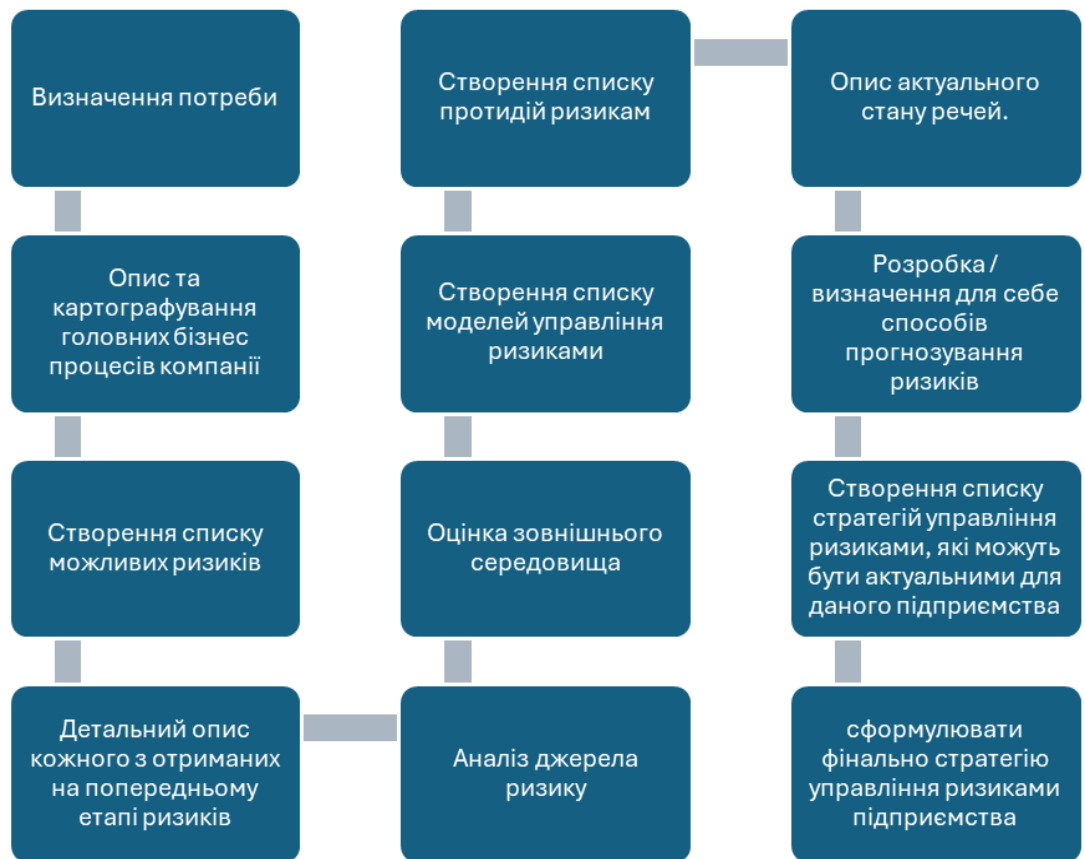 Визначення потреби
Опис та
картографування
головних бізнес
процесів компанії
Створення списку
можливих ризиків
Детальний опис
кожного з отриманих
на попередньому
етапі ризиків
Аналіз джерела
ризику
Оцінка зовнішнього
середовища
Створення списку
моделей управління
ризиками
Створення списку
протидій ризикам
Опис актуального
стану речей.
Розробка /
визначення для себе
способів
прогнозування
ризиків
Створення списку
стратегій управління
ризиками, які можуть
бути актуальними для
даного підприємства
сформулювати
фінально стратегію
управління ризиками
підприємства